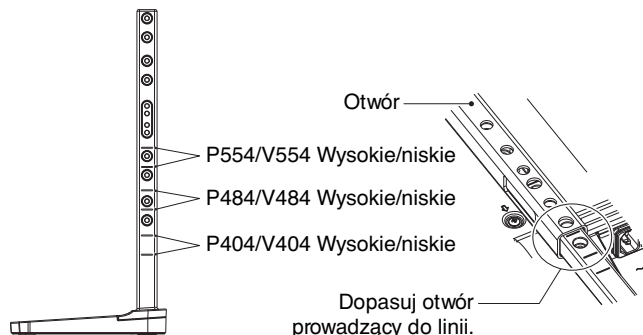 Otwór
P554/V554 Wysokie/niskie
P484/V484 Wysokie/niskie
P404/V404 Wysokie/niskie
Dopasuj otwór
prowadzący do linii.